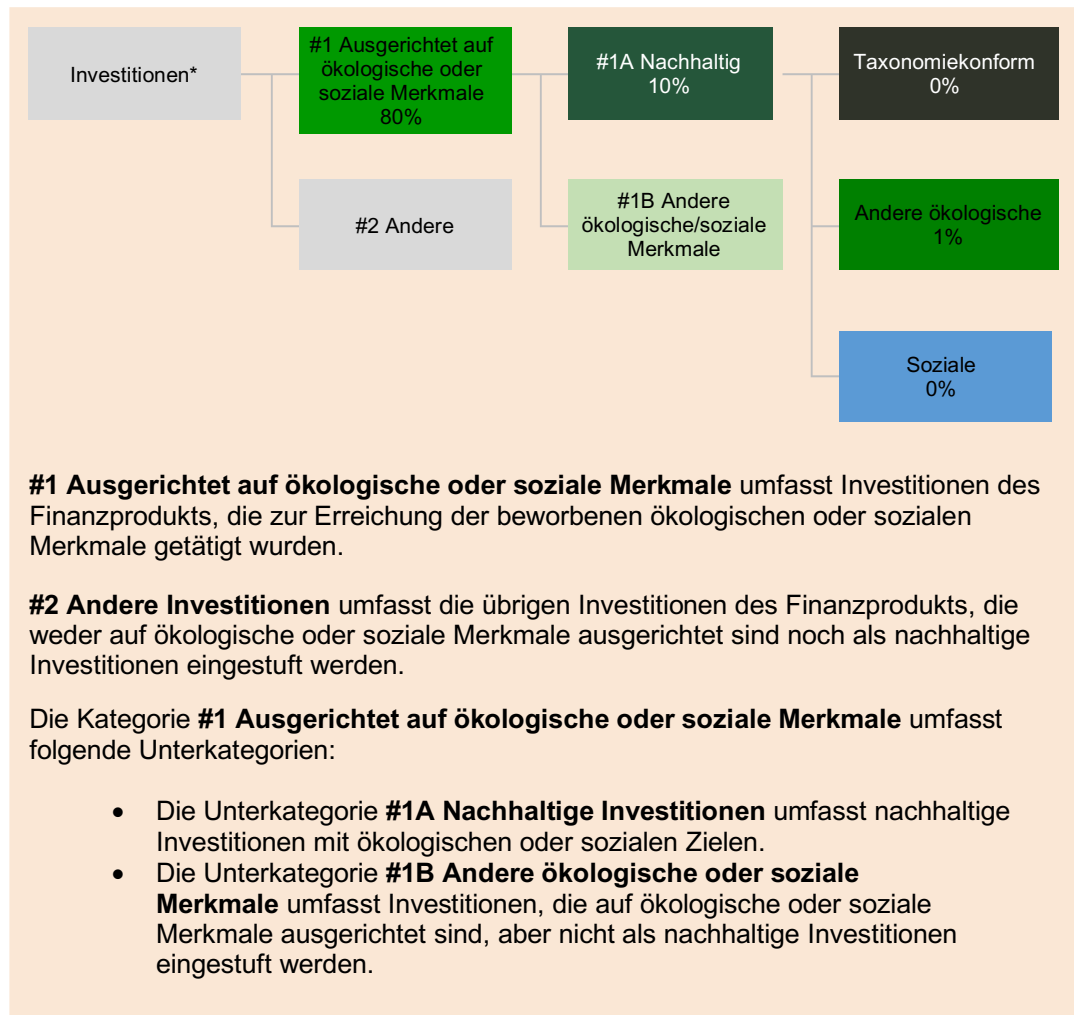 Investitionen*
#1 Ausgerichtet auf
ökologische oder
soziale Merkmale
80%
#1A Nachhaltig
10%
Taxonomiekonform
0%
#2 Andere
#1B Andere
ökologische/soziale
Merkmale
Andere ökologische
1%
Soziale
0%
#1 Ausgerichtet auf ökologische oder soziale Merkmale umfasst Investitionen des
Finanzprodukts, die zur Erreichung der beworbenen ökologischen oder sozialen
Merkmale getätigt wurden.
#2 Andere Investitionen umfasst die übrigen Investitionen des Finanzprodukts, die
weder auf ökologische oder soziale Merkmale ausgerichtet sind noch als nachhaltige
Investitionen eingestuft werden.
Die Kategorie #1 Ausgerichtet auf ökologische oder soziale Merkmale umfasst
folgende Unterkategorien:
• Die Unterkategorie #1A Nachhaltige Investitionen umfasst nachhaltige
Investitionen mit ökologischen oder sozialen Zielen.
• Die Unterkategorie #1B Andere ökologische oder soziale
Merkmale umfasst Investitionen, die auf ökologische oder soziale
Merkmale ausgerichtet sind, aber nicht als nachhaltige Investitionen
eingestuft werden.